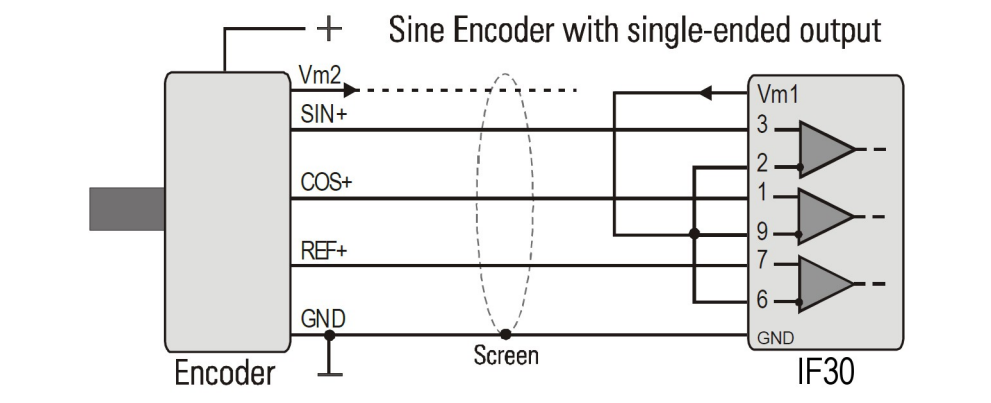 Sine Encoder with single-ended output
Vm2
SIN+
COS+
REF+
GND
Encoder
Screen
Vm1
3
2
1
9
7
6
GND
IF30